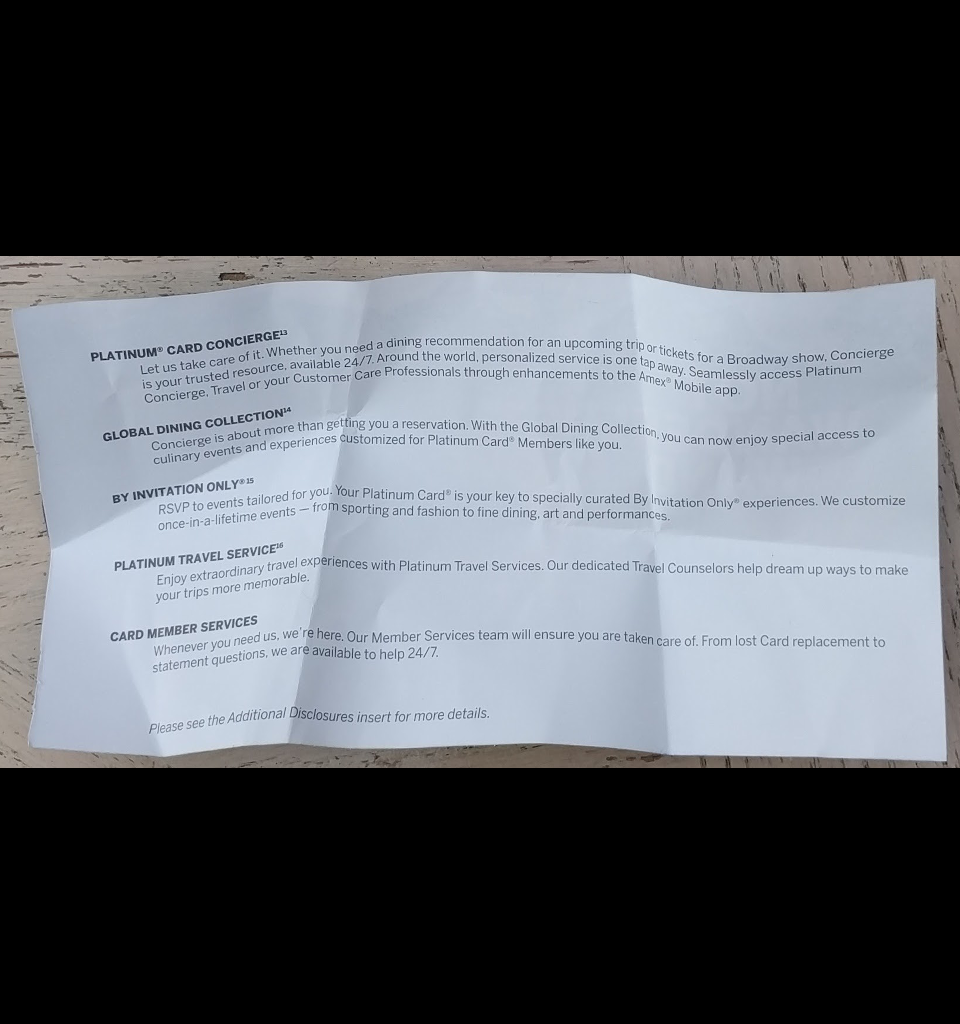 PLATINUM® CARD CONCIERGE¹³
Let us take care of it. Whether you need a dining recommendation for an upcoming trip or tickets for a Broadway show, Concierge
is your trusted resource, available 24/7. Around the world, personalized service is one tap away. Seamlessly access Platinum
Concierge, Travel or your Customer Care Professionals through enhancements to the Amex® Mobile app.
GLOBAL DINING COLLECTION¹⁴
Concierge is about more than getting you a reservation. With the Global Dining Collection, you can now enjoy special access to
culinary events and experiences customized for Platinum Card® Members like you.
BY INVITATION ONLY®¹⁵
RSVP to events tailored for you. Your Platinum Card® is your key to specially curated By Invitation Only® experiences. We customize
once-in-a-lifetime events — from sporting and fashion to fine dining, art and performances.
PLATINUM TRAVEL SERVICE¹⁶
Enjoy extraordinary travel experiences with Platinum Travel Services. Our dedicated Travel Counselors help dream up ways to make
your trips more memorable.
CARD MEMBER SERVICES
Whenever you need us, we're here. Our Member Services team will ensure you are taken care of. From lost Card replacement to
statement questions, we are available to help 24/7.
Please see the Additional Disclosures insert for more details.